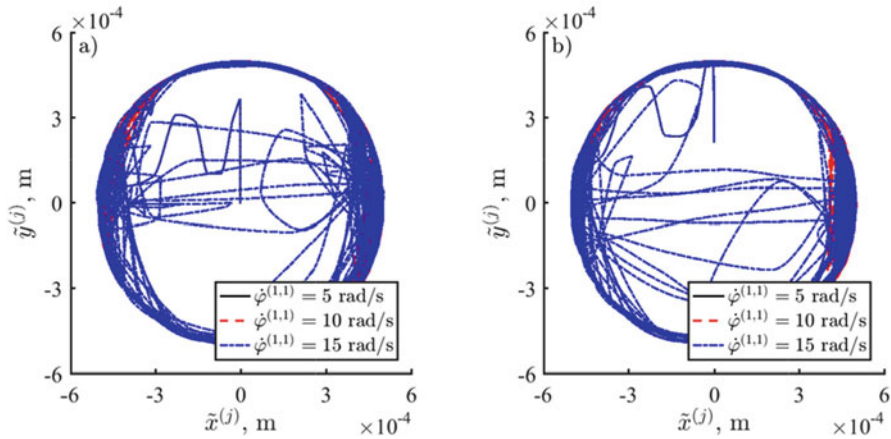 ×10⁻⁴
6
a)
3
0
-3
-6
ỹ⁽ʲ⁾, m
φ̇⁽¹,¹⁾ = 5 rad/s
φ̇⁽¹,¹⁾ = 10 rad/s
φ̇⁽¹,¹⁾ = 15 rad/s
-6 -3 0 3 6
x̃⁽ʲ⁾, m
×10⁻⁴
×10⁻⁴
6
b)
3
0
-3
-6
ỹ⁽ʲ⁾, m
φ̇⁽¹,¹⁾ = 5 rad/s
φ̇⁽¹,¹⁾ = 10 rad/s
φ̇⁽¹,¹⁾ = 15 rad/s
-6 -3 0 3 6
x̃⁽ʲ⁾, m
×10⁻⁴